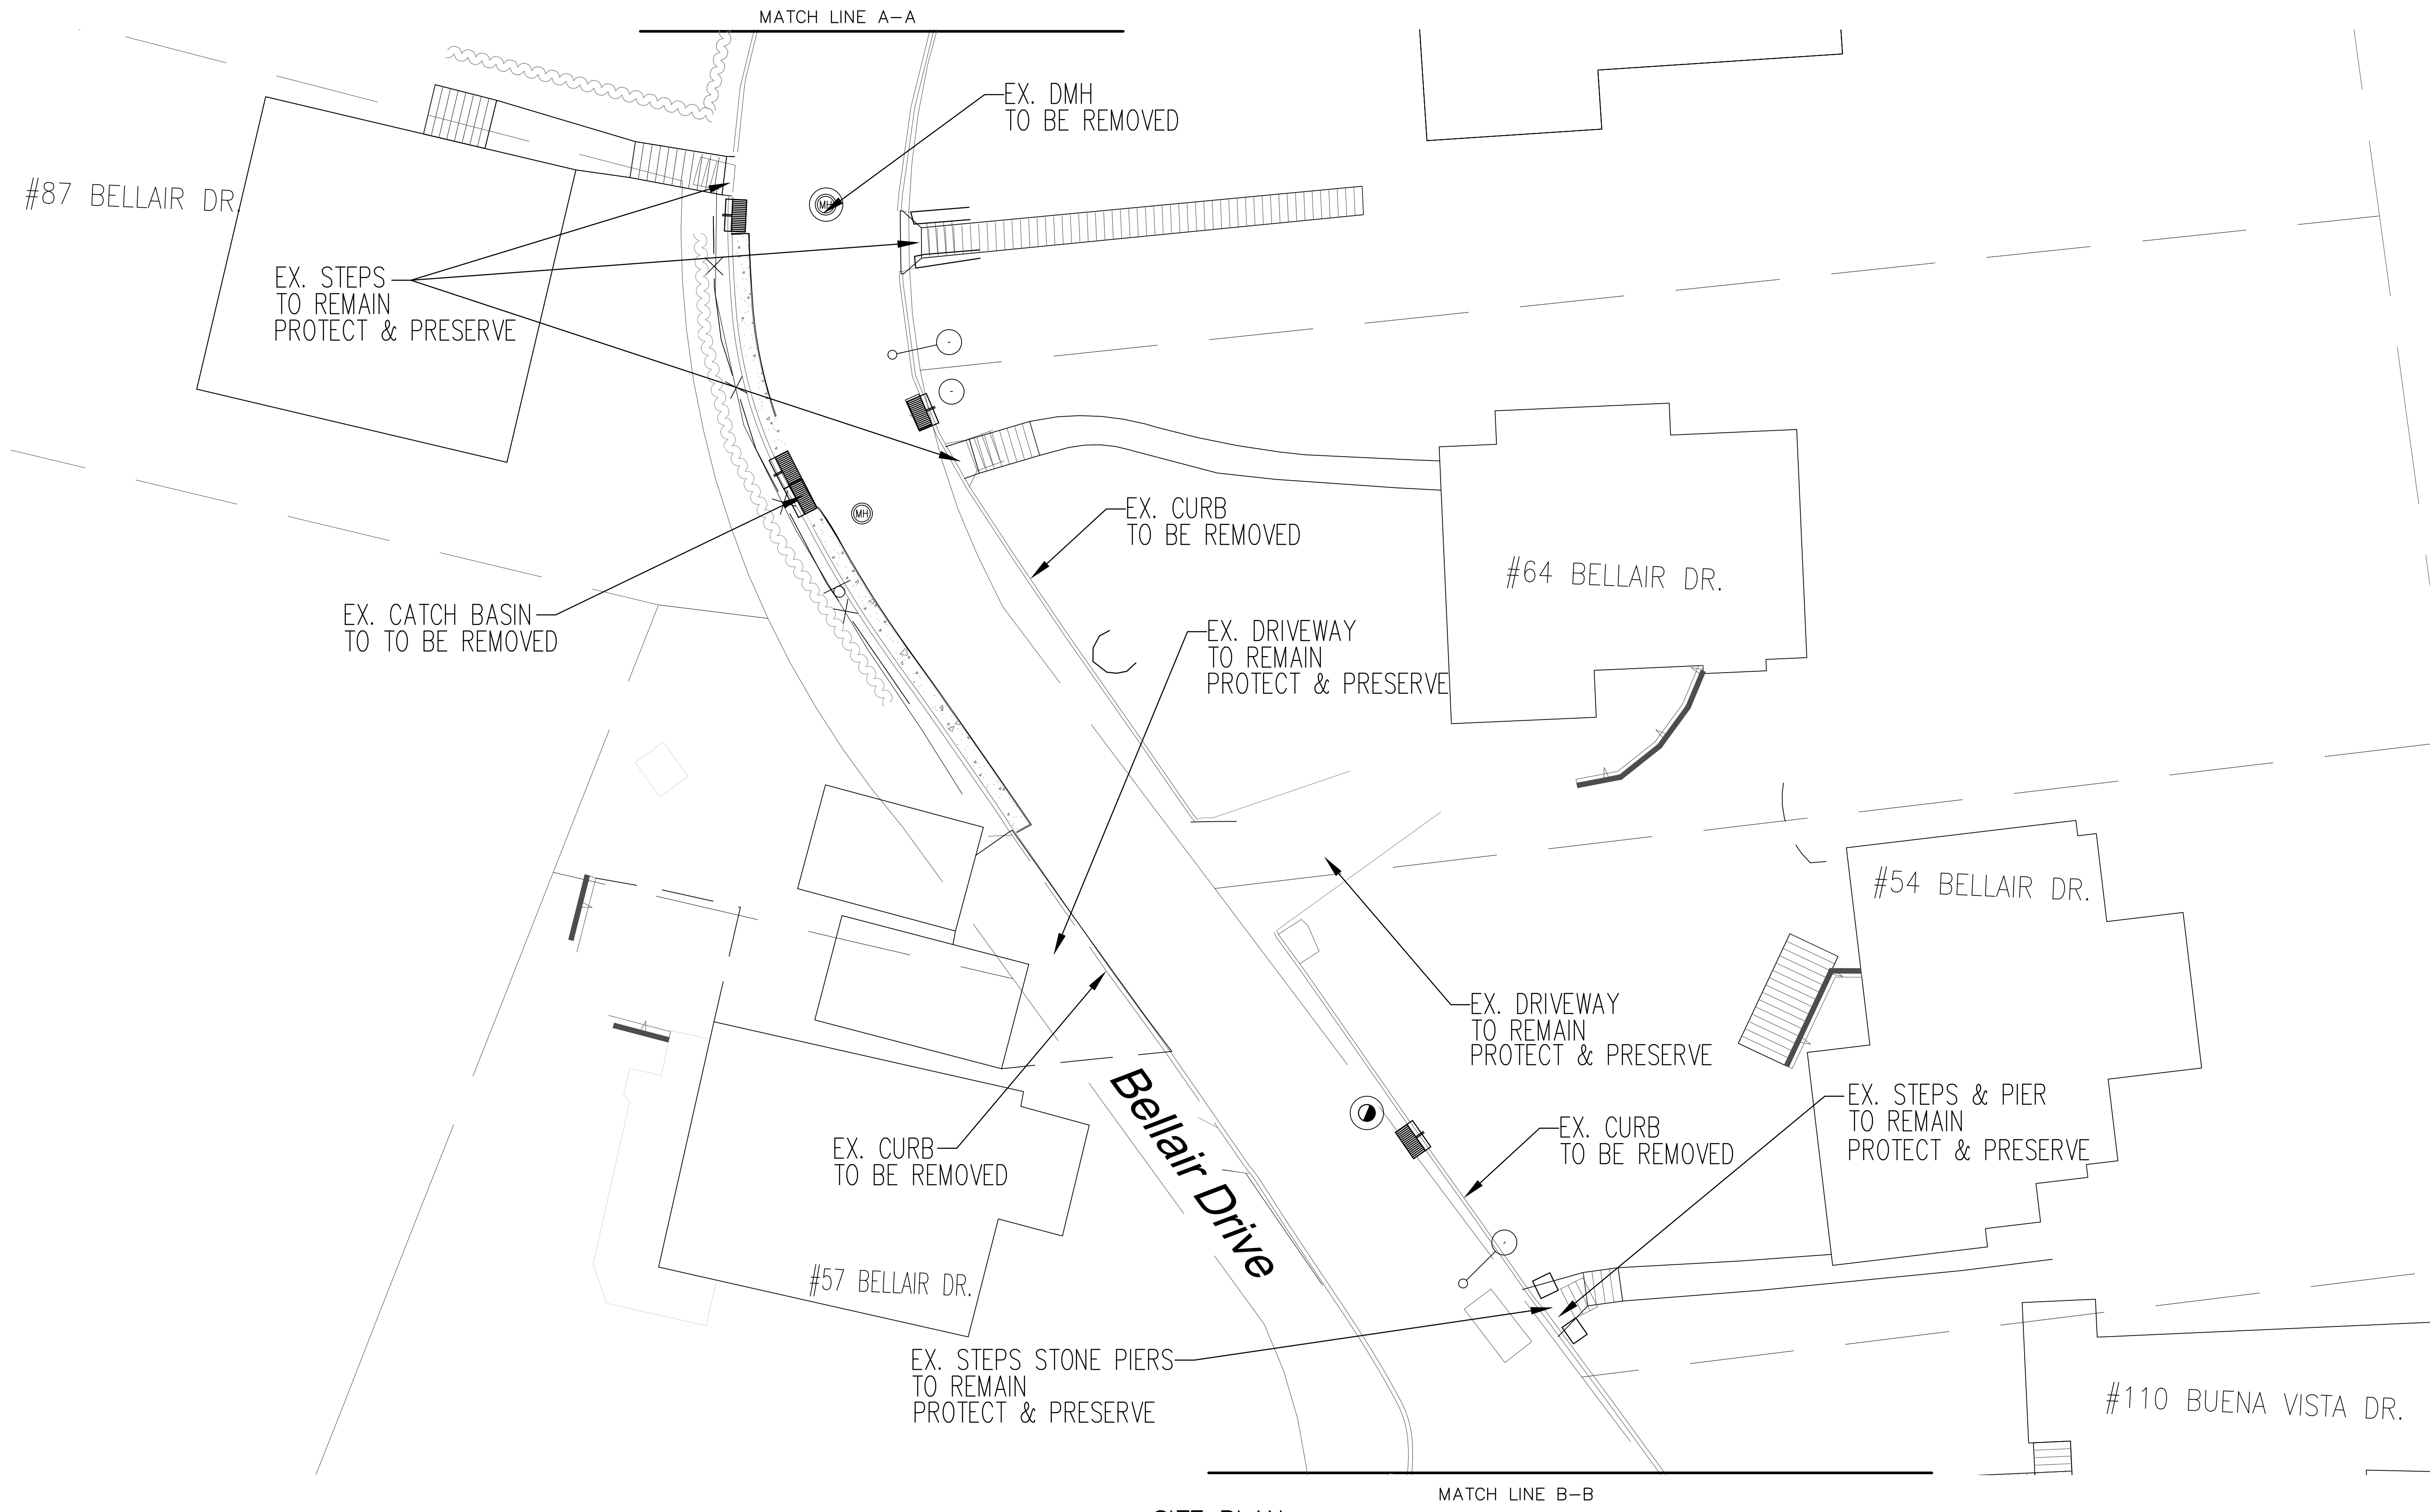 MATCH LINE A-A
EX. DMH
TO BE REMOVED
MH
#87 BELLAIR DR.
EX. STEPS
TO REMAIN
PROTECT & PRESERVE
EX. CURB
TO BE REMOVED
MH
#64 BELLAIR DR.
EX. CATCH BASIN
TO TO BE REMOVED
EX. DRIVEWAY
TO REMAIN
PROTECT & PRESERVE
#54 BELLAIR DR.
EX. DRIVEWAY
TO REMAIN
PROTECT & PRESERVE
EX. STEPS & PIER
TO REMAIN
PROTECT & PRESERVE
EX. CURB
TO BE REMOVED
EX. CURB
TO BE REMOVED
Bellair Drive
#57 BELLAIR DR.
EX. STEPS STONE PIERS
TO REMAIN
PROTECT & PRESERVE
#110 BUENA VISTA DR.
MATCH LINE B-B
SITE PLAN